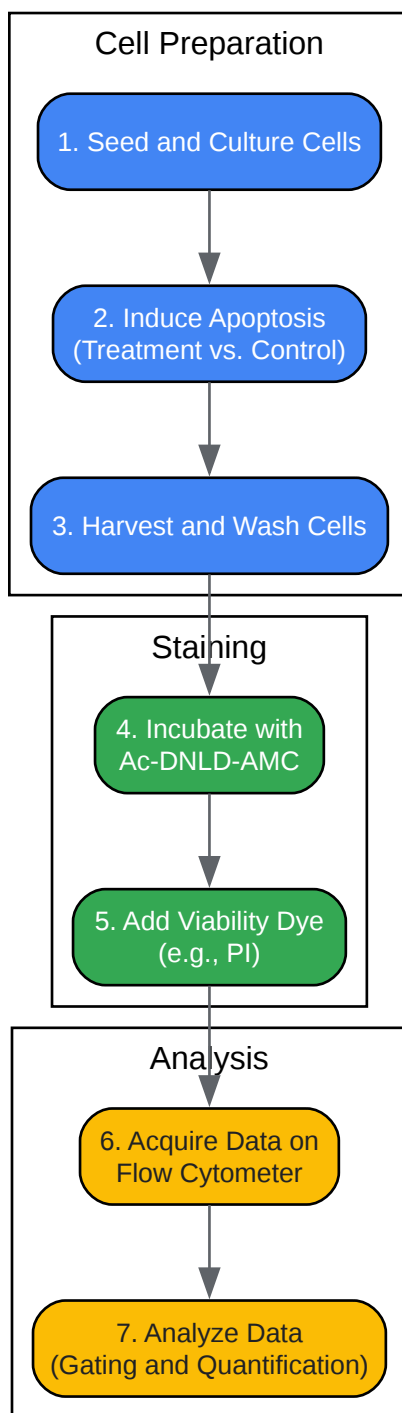 Cell Preparation
1. Seed and Culture Cells
2. Induce Apoptosis
(Treatment vs. Control)
3. Harvest and Wash Cells
Staining
4. Incubate with
Ac-DNLD-AMC
5. Add Viability Dye
(e.g., PI)
Analysis
6. Acquire Data on
Flow Cytometer
7. Analyze Data
(Gating and Quantification)